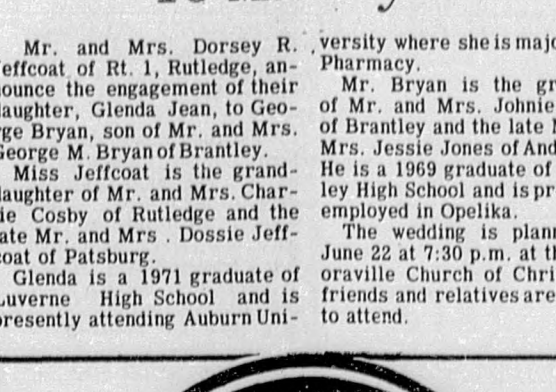 Mr. and Mrs. Dorsey R.
effcoat of Rt. 1, Rutledge, an-
ounce the engagement of their
aughter, Glenda Jean, to Geo-
rge Bryan, son of Mr. and Mrs.
George M. Bryan of Brantley.
Miss Jeffcoat is the grand-
aughter of Mr. and Mrs. Char-
ie Cosby of Rutledge and the
ate Mr. and Mrs . Dossie Jeff-
coat of Patsburg.
Glenda is a 1971 graduate of
Luverne High School and is
presently attending Auburn Uni-
versity where she is majo
Pharmacy.
Mr. Bryan is the gr
of Mr. and Mrs. Johnie
of Brantley and the late M
Mrs. Jessie Jones of And
He is a 1969 graduate of
ley High School and is pr
employed in Opelika.
The wedding is plann
June 22 at 7:30 p.m. at th
oraville Church of Chri
friends and relatives are
to attend.